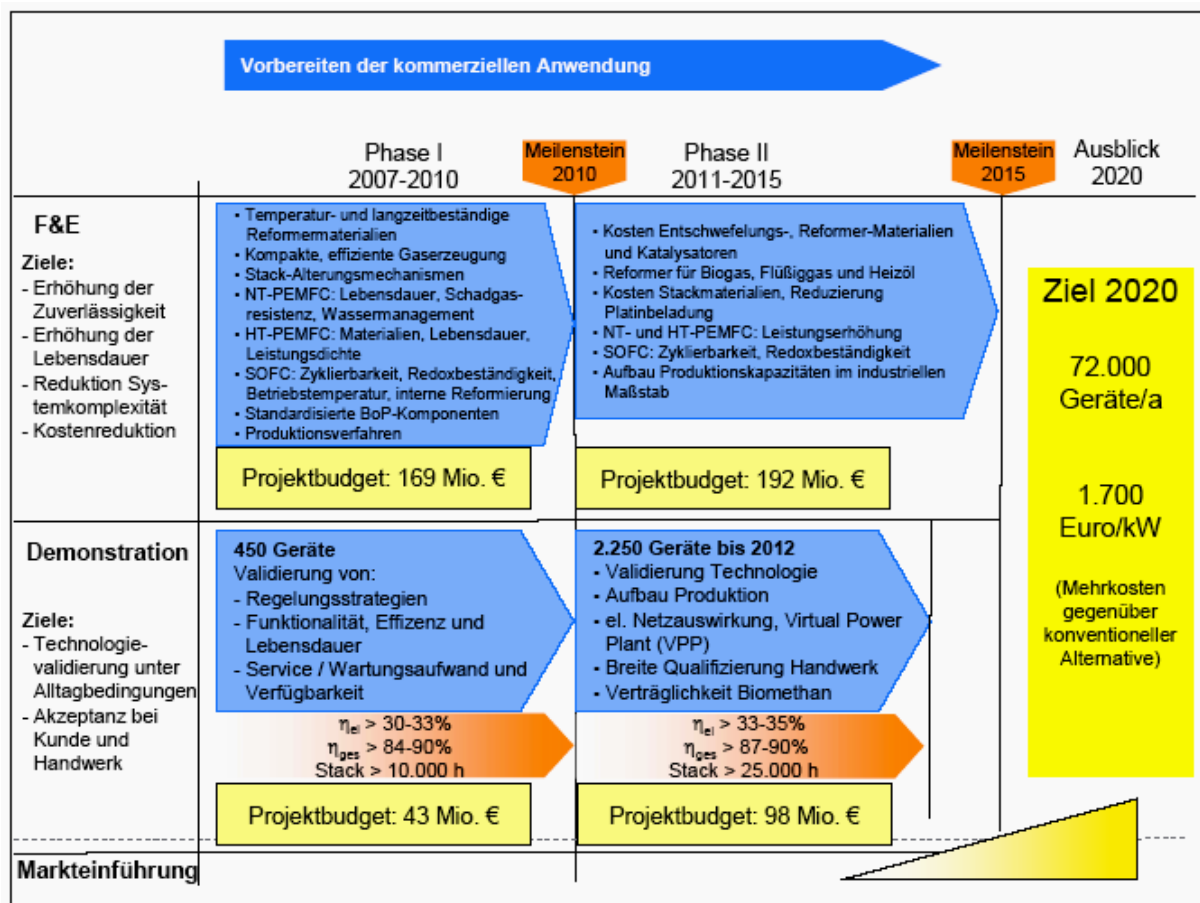 Vorbereiten der kommerziellen Anwendung
Phase I
2007-2010
Meilenstein
2010
Phase II
2011-2015
Meilenstein
2015
Ausblick
2020
F&E
Ziele:
- Erhöhung der
Zuverlässigkeit
- Erhöhung der
Lebensdauer
- Reduktion Sys-
temkomplexität
- Kostenreduktion
▪ Temperatur- und langzeitbeständige
Reformermaterialien
▪ Kompakte, effiziente Gaserzeugung
▪ Stack-Alterungsmechanismen
▪ NT-PEMFC: Lebensdauer, Schadgas-
resistenz, Wassermanagement
▪ HT-PEMFC: Materialien, Lebensdauer,
Leistungsdichte
▪ SOFC: Zyklierbarkeit, Redoxbeständigkeit,
Betriebstemperatur, interne Reformierung
▪ Standardisierte BoP-Komponenten
▪ Produktionsverfahren
Projektbudget: 169 Mio. €
▪ Kosten Entschwefelungs-, Reformer-Materialien
und Katalysatoren
▪ Reformer für Biogas, Flüßiggas und Heizöl
▪ Kosten Stackmaterialien, Reduzierung
Platinbeladung
▪ NT- und HT-PEMFC: Leistungserhöhung
▪ SOFC: Zyklierbarkeit, Redoxbeständigkeit
▪ Aufbau Produktionskapazitäten im industriellen
Maßstab
Projektbudget: 192 Mio. €
Ziel 2020
72.000
Geräte/a
1.700
Euro/kW
(Mehrkosten
gegenüber
konventioneller
Alternative)
Demonstration
Ziele:
- Technologie-
validierung unter
Alltagbedingungen
- Akzeptanz bei
Kunde und
Handwerk
450 Geräte
Validierung von:
- Regelungsstrategien
- Funktionalität, Effizenz und
Lebensdauer
- Service / Wartungsaufwand und
Verfügbarkeit
η el > 30-33%
η ges > 84-90%
Stack > 10.000 h
Projektbudget: 43 Mio. €
2.250 Geräte bis 2012
▪ Validierung Technologie
▪ Aufbau Produktion
▪ el. Netzauswirkung, Virtual Power
Plant (VPP)
▪ Breite Qualifizierung Handwerk
▪ Verträglichkeit Biomethan
η el > 33-35%
η ges > 87-90%
Stack > 25.000 h
Projektbudget: 98 Mio. €
Markteinführung